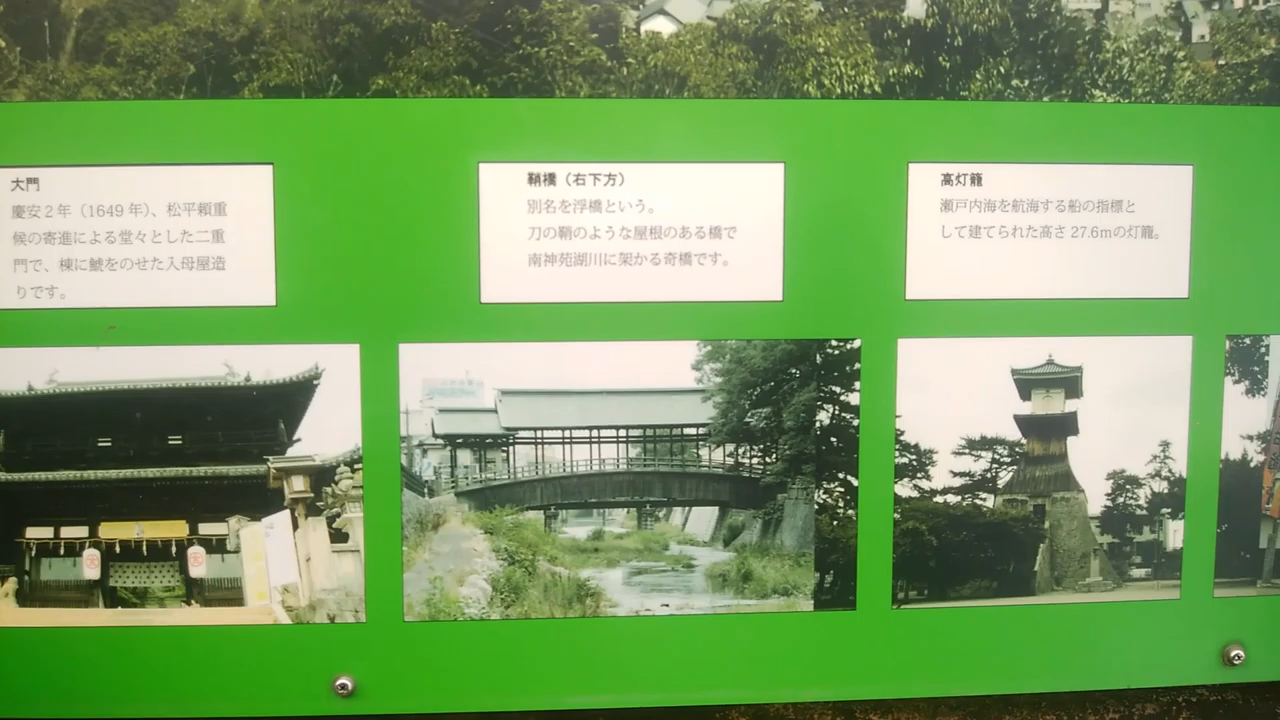 大門
慶安2年（1649年）、松平頼重
候の寄進による堂々とした二重
門で、棟に鯱をのせた入母屋造
りです。
鞘橋（右下方）
別名を浮橋という。
刀の鞘のような屋根のある橋で
南神苑湖川に架かる奇橋です。
高灯籠
瀬戸内海を航海する船の指標と
して建てられた高さ27.6mの灯籠。